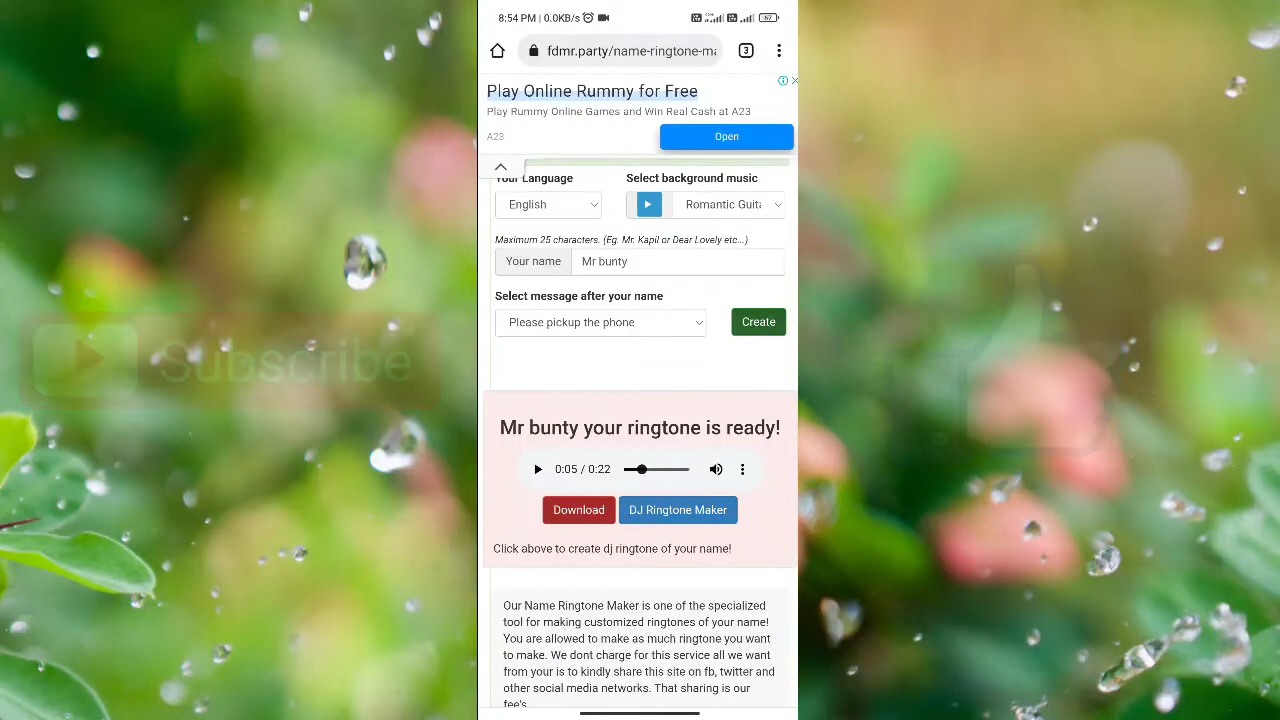 8:54 PM | 0.0KB/s
67
fdmr.party/name-ringtone-ma
3
Play Online Rummy for Free
Play Rummy Online Games and Win Real Cash at A23
A23
Open
Your Language
Select background music
English
Romantic Guita
Maximum 25 characters. (Eg. Mr. Kapil or Dear Lovely etc...)
Your name
Mr bunty
Select message after your name
Please pickup the phone
Create
Subscribe
Mr bunty your ringtone is ready!
0:05 / 0:22
Download
DJ Ringtone Maker
Click above to create dj ringtone of your name!
Our Name Ringtone Maker is one of the specialized
tool for making customized ringtones of your name!
You are allowed to make as much ringtone you want
to make. We dont charge for this service all we want
from your is to kindly share this site on fb, twitter and
other social media networks. That sharing is our
fee's